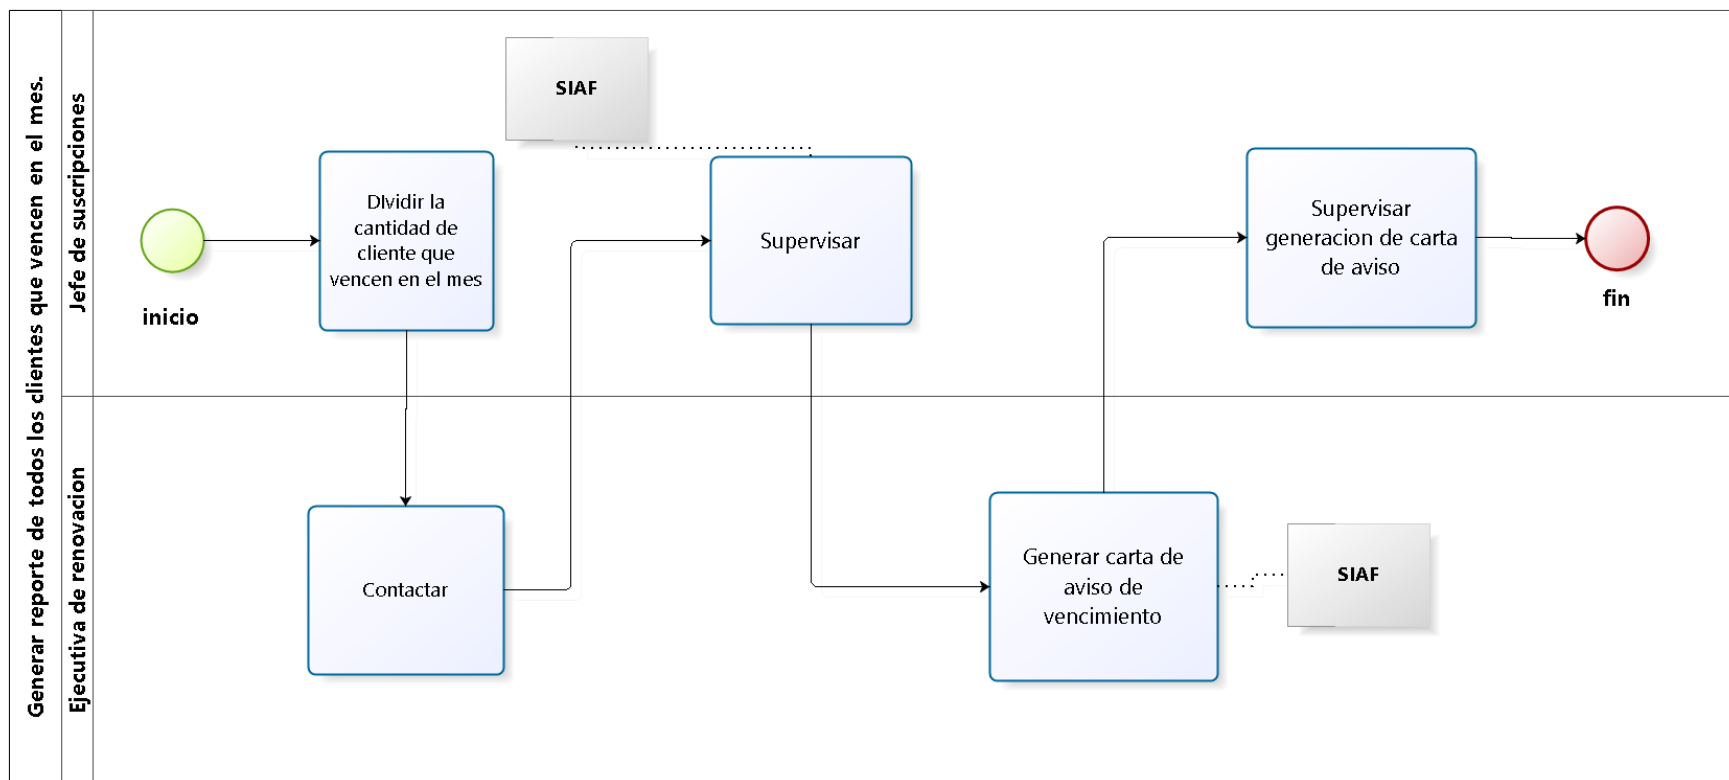 Generar reporte de todos los clientes que vencen en el mes.
Jefe de suscripciones
Ejecutiva de renovacion
inicio
DIvidir la
cantidad de
cliente que
vencen en el mes
SIAF
Supervisar
Supervisar
generacion de carta
de aviso
fin
Contactar
Generar carta de
aviso de
vencimiento
SIAF